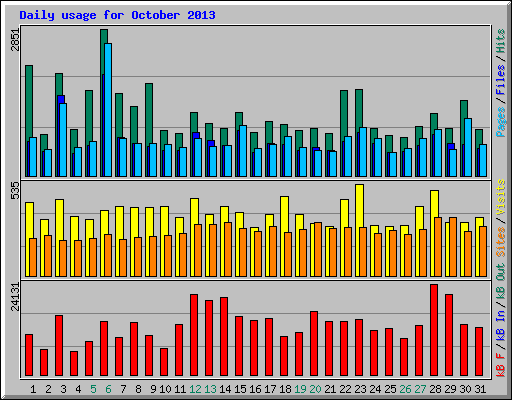 Daily usage for October 2013
2851
Pages / Files / Hits
535
Sites / Visits
24131
kB F / kB In / kB Out
1 2 3 4 5 6 7 8 9 10 11 12 13 14 15 16 17 18 19 20 21 22 23 24 25 26 27 28 29 30 31